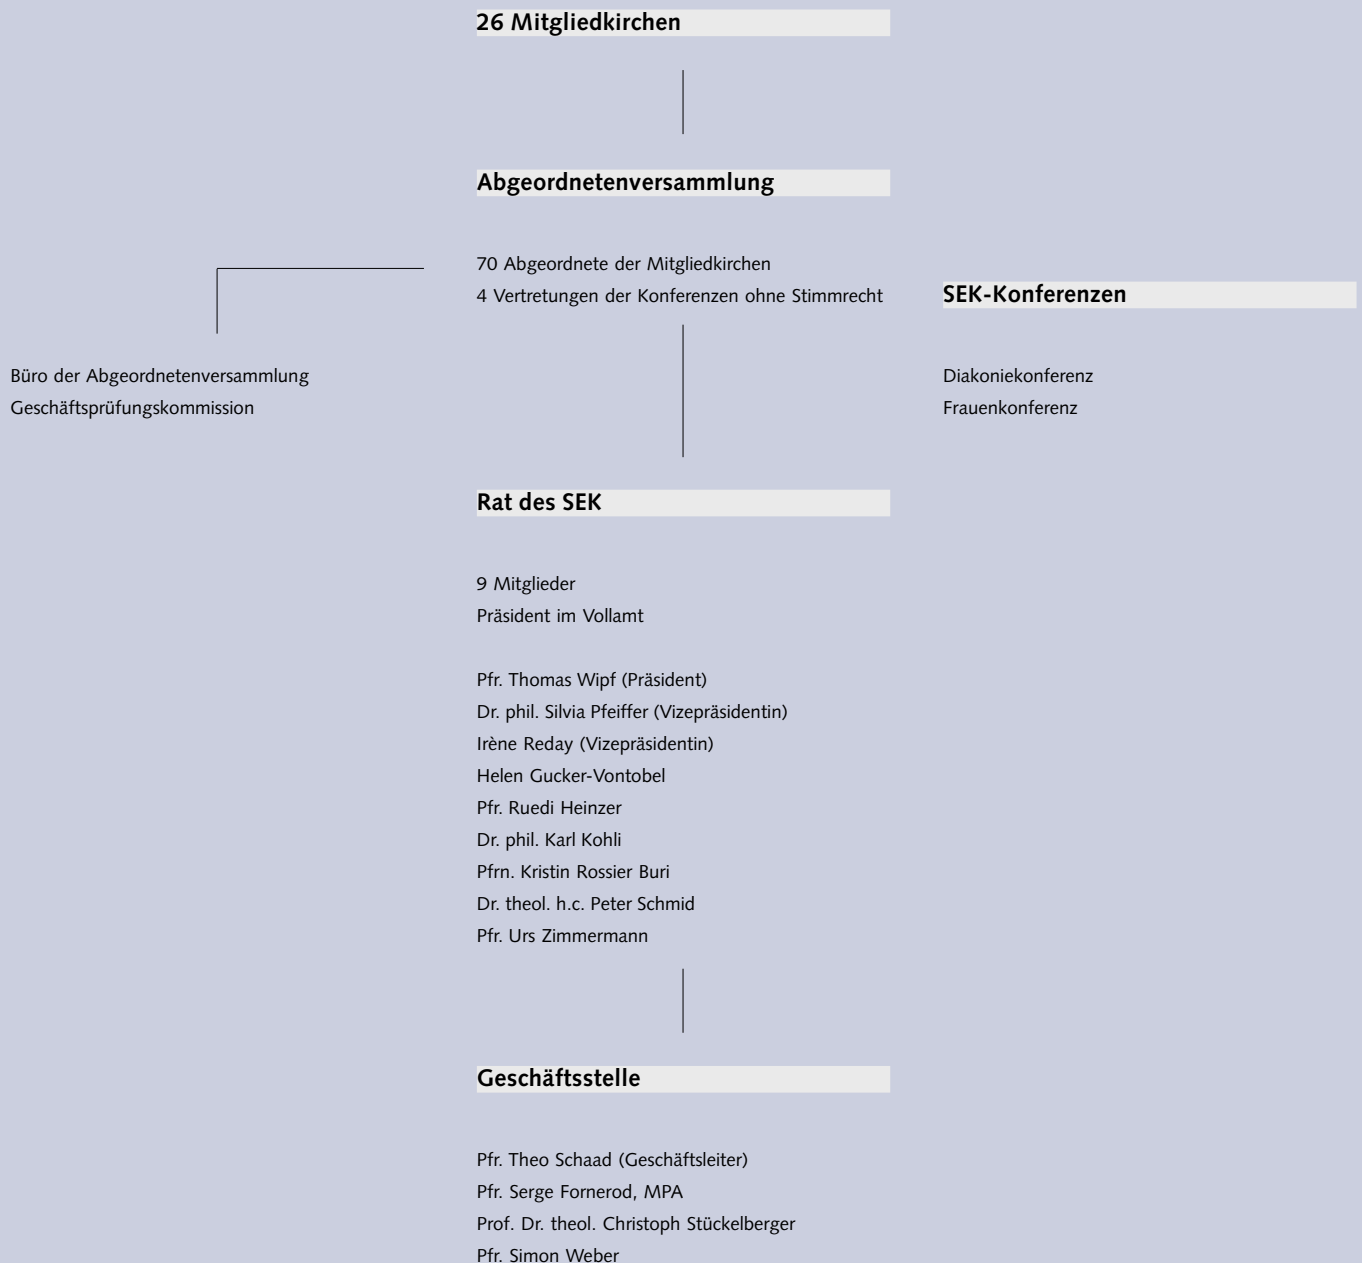 26 Mitgliedkirchen
Abgeordnetenversammlung
70 Abgeordnete der Mitgliedkirchen
4 Vertretungen der Konferenzen ohne Stimmrecht
SEK-Konferenzen
Büro der Abgeordnetenversammlung
Geschäftsprüfungskommission
Diakoniekonferenz
Frauenkonferenz
Rat des SEK
9 Mitglieder
Präsident im Vollamt
Pfr. Thomas Wipf (Präsident)
Dr. phil. Silvia Pfeiffer (Vizepräsidentin)
Irène Reday (Vizepräsidentin)
Helen Gucker-Vontobel
Pfr. Ruedi Heinzer
Dr. phil. Karl Kohli
Pfrn. Kristin Rossier Buri
Dr. theol. h.c. Peter Schmid
Pfr. Urs Zimmermann
Geschäftsstelle
Pfr. Theo Schaad (Geschäftsleiter)
Pfr. Serge Fornerod, MPA
Prof. Dr. theol. Christoph Stückelberger
Pfr. Simon Weber